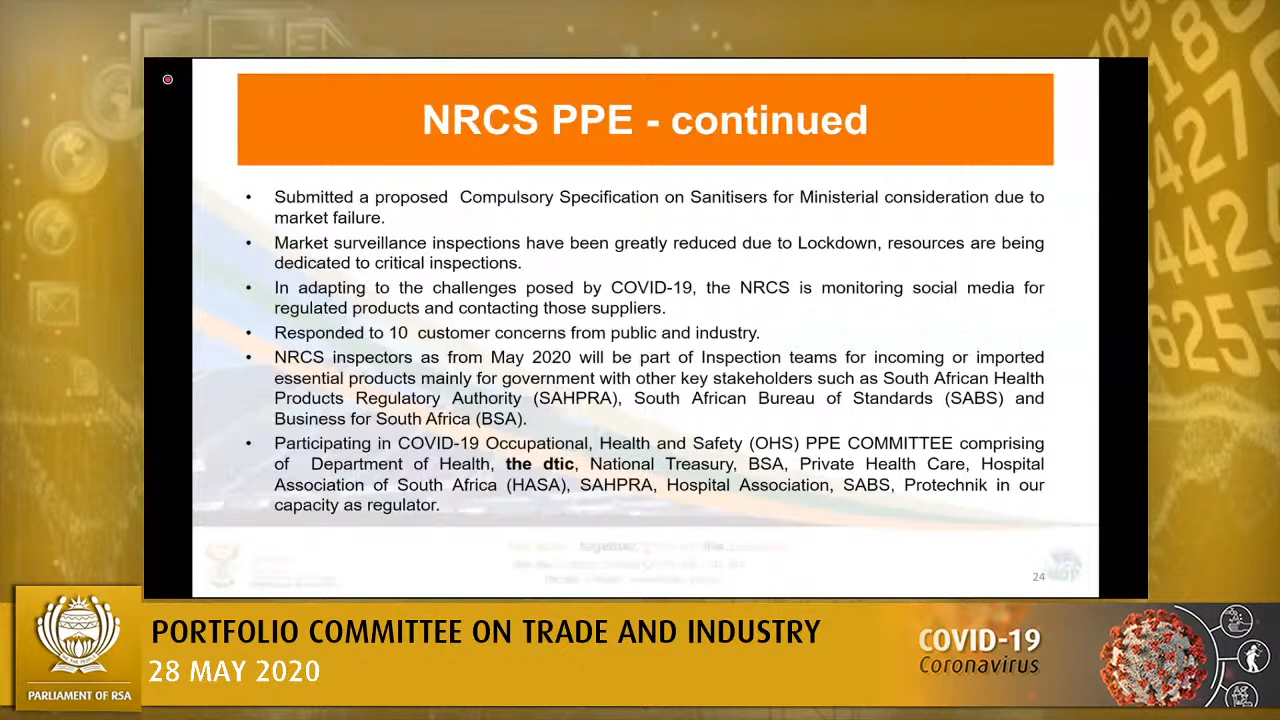 NRCS PPE - continued
• Submitted a proposed Compulsory Specification on Sanitisers for Ministerial consideration due to
market failure.
• Market surveillance inspections have been greatly reduced due to Lockdown, resources are being
dedicated to critical inspections.
• In adapting to the challenges posed by COVID-19, the NRCS is monitoring social media for
regulated products and contacting those suppliers.
• Responded to 10 customer concerns from public and industry.
• NRCS inspectors as from May 2020 will be part of Inspection teams for incoming or imported
essential products mainly for government with other key stakeholders such as South African Health
Products Regulatory Authority (SAHPRA), South African Bureau of Standards (SABS) and
Business for South Africa (BSA).
• Participating in COVID-19 Occupational, Health and Safety (OHS) PPE COMMITTEE comprising
of Department of Health, the dtic, National Treasury, BSA, Private Health Care, Hospital
Association of South Africa (HASA), SAHPRA, Hospital Association, SABS, Protechnik in our
capacity as regulator.
24
PORTFOLIO COMMITTEE ON TRADE AND INDUSTRY
28 MAY 2020
PARLIAMENT OF RSA
COVID-19
Coronavirus